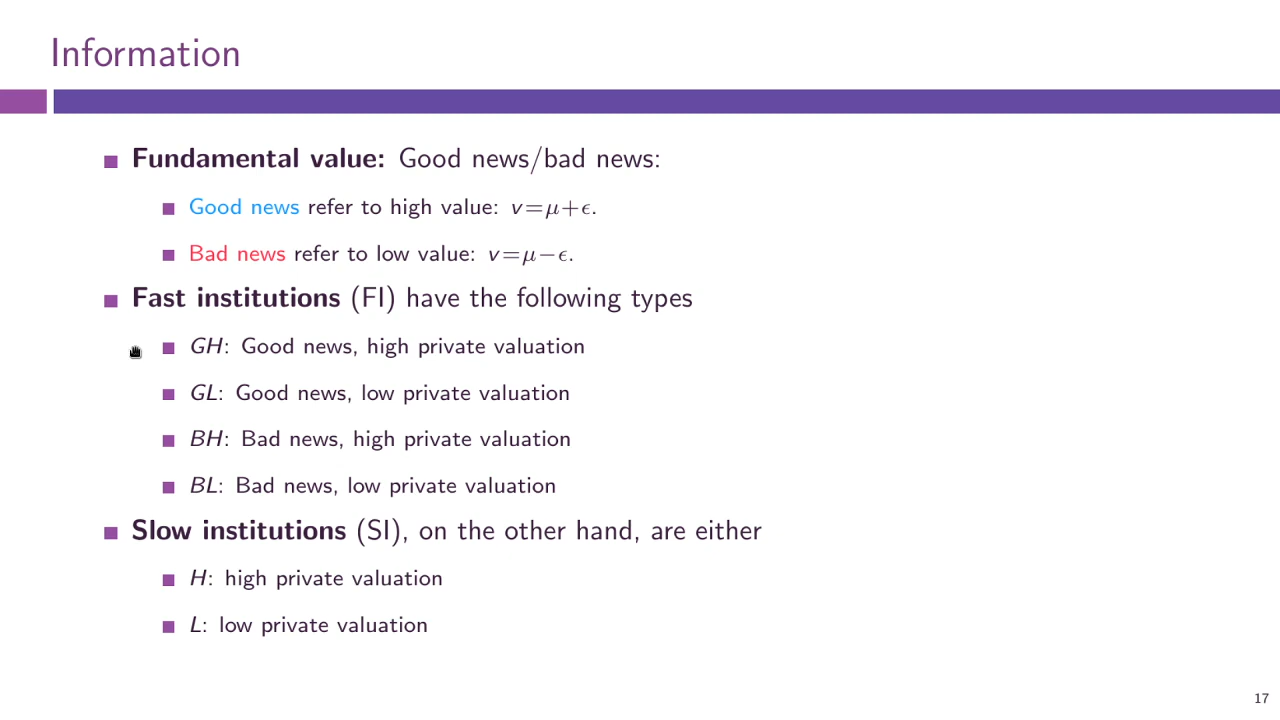 Information
Fundamental value: Good news/bad news:
Good news refer to high value: v=μ+ϵ.
Bad news refer to low value: v=μ−ϵ.
Fast institutions (FI) have the following types
GH: Good news, high private valuation
GL: Good news, low private valuation
BH: Bad news, high private valuation
BL: Bad news, low private valuation
Slow institutions (SI), on the other hand, are either
H: high private valuation
L: low private valuation
17